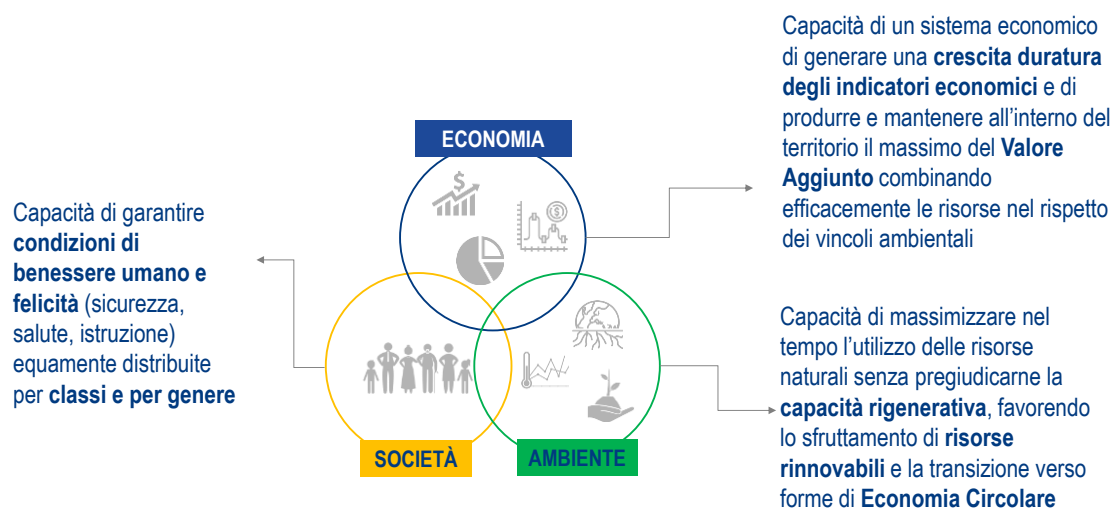 Capacità di un sistema economico
di generare una crescita duratura
degli indicatori economici e di
produrre e mantenere all’interno del
territorio il massimo del Valore
Aggiunto combinando
efficacemente le risorse nel rispetto
dei vincoli ambientali
ECONOMIA
$
$
Capacità di garantire
condizioni di
benessere umano e
felicità (sicurezza,
salute, istruzione)
equamente distribuite
per classi e per genere
Capacità di massimizzare nel
tempo l’utilizzo delle risorse
naturali senza pregiudicarne la
capacità rigenerativa, favorendo
lo sfruttamento di risorse
rinnovabili e la transizione verso
forme di Economia Circolare
SOCIETÀ
AMBIENTE